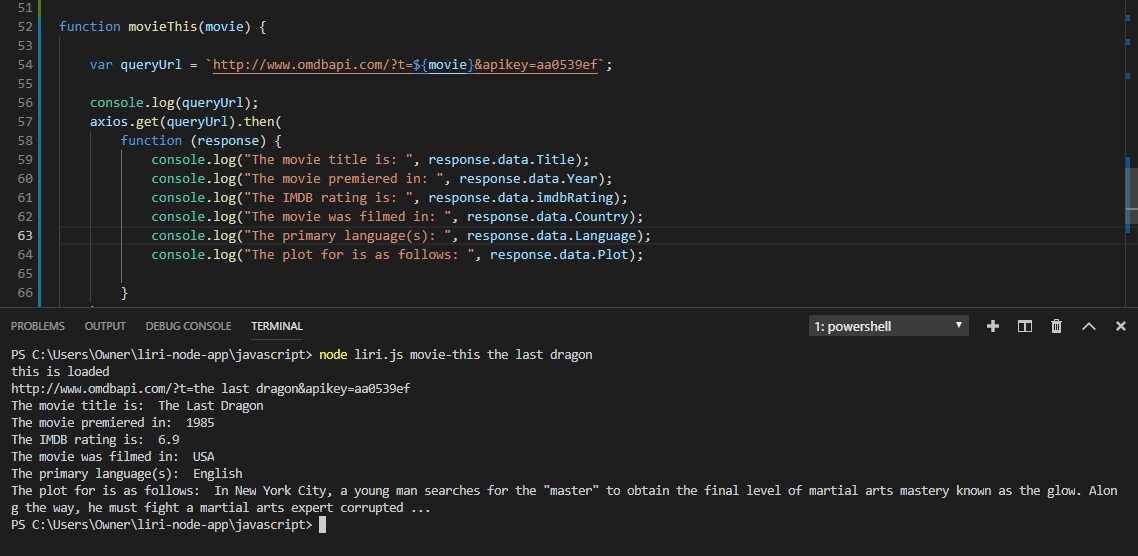 51
52 function movieThis(movie) {
53
54 var queryUrl = `http://www.omdbapi.com/?t=${movie}&apikey=aa0539ef`;
55
56 console.log(queryUrl);
57 axios.get(queryUrl).then(
58 function (response) {
59 console.log("The movie title is: ", response.data.Title);
60 console.log("The movie premiered in: ", response.data.Year);
61 console.log("The IMDB rating is: ", response.data.imdbRating);
62 console.log("The movie was filmed in: ", response.data.Country);
63 console.log("The primary language(s): ", response.data.Language);
64 console.log("The plot for is as follows: ", response.data.Plot);
65
66 }
PROBLEMS OUTPUT DEBUG CONSOLE TERMINAL 1: powershell
PS C:\Users\Owner\liri-node-app\javascript> node liri.js movie-this the last dragon
this is loaded
http://www.omdbapi.com/?t=the last dragon&apikey=aa0539ef
The movie title is:  The Last Dragon
The movie premiered in:  1985
The IMDB rating is:  6.9
The movie was filmed in:  USA
The primary language(s):  English
The plot for is as follows:  In New York City, a young man searches for the "master" to obtain the final level of martial arts mastery known as the glow. Alon
g the way, he must fight a martial arts expert corrupted ...
PS C:\Users\Owner\liri-node-app\javascript>